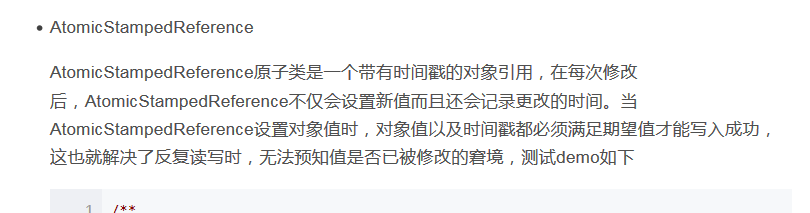 AtomicStampedReference
AtomicStampedReference原子类是一个带有时间戳的对象引用，在每次修改
后，AtomicStampedReference不仅会设置新值而且还会记录更改的时间。当
AtomicStampedReference设置对象值时，对象值以及时间戳都必须满足期望值才能写入成功，
这也就解决了反复读写时，无法预知值是否已被修改的窘境，测试demo如下
1 /**